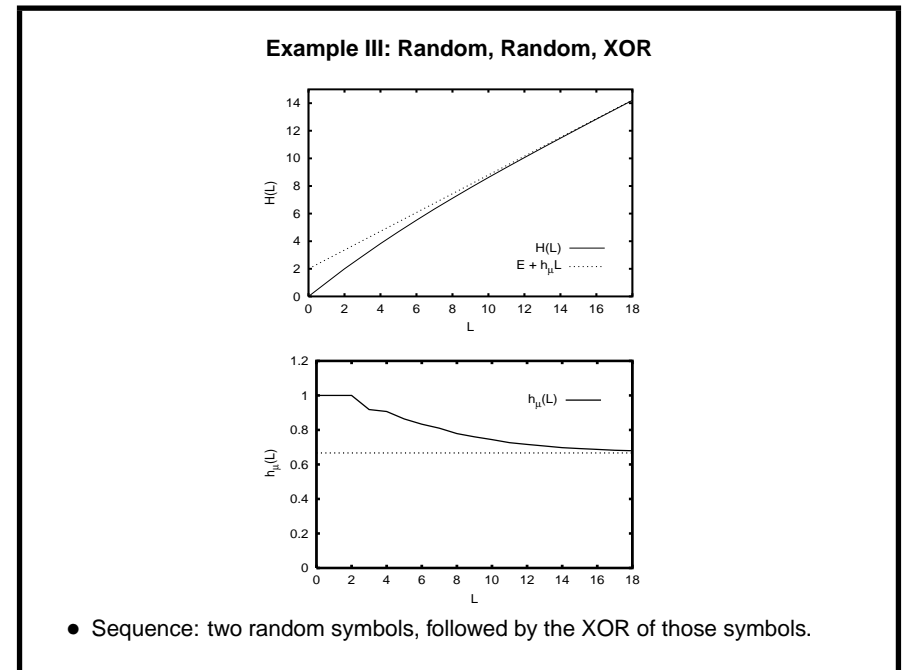 Example III: Random, Random, XOR
14
12
10
8
6
4
2
0
H(L)
H(L)
E + hμL
0 2 4 6 8 10 12 14 16 18
L
1.2
1
0.8
0.6
0.4
0.2
0
hμ(L)
hμ(L)
0 2 4 6 8 10 12 14 16 18
L
• Sequence: two random symbols, followed by the XOR of those symbols.